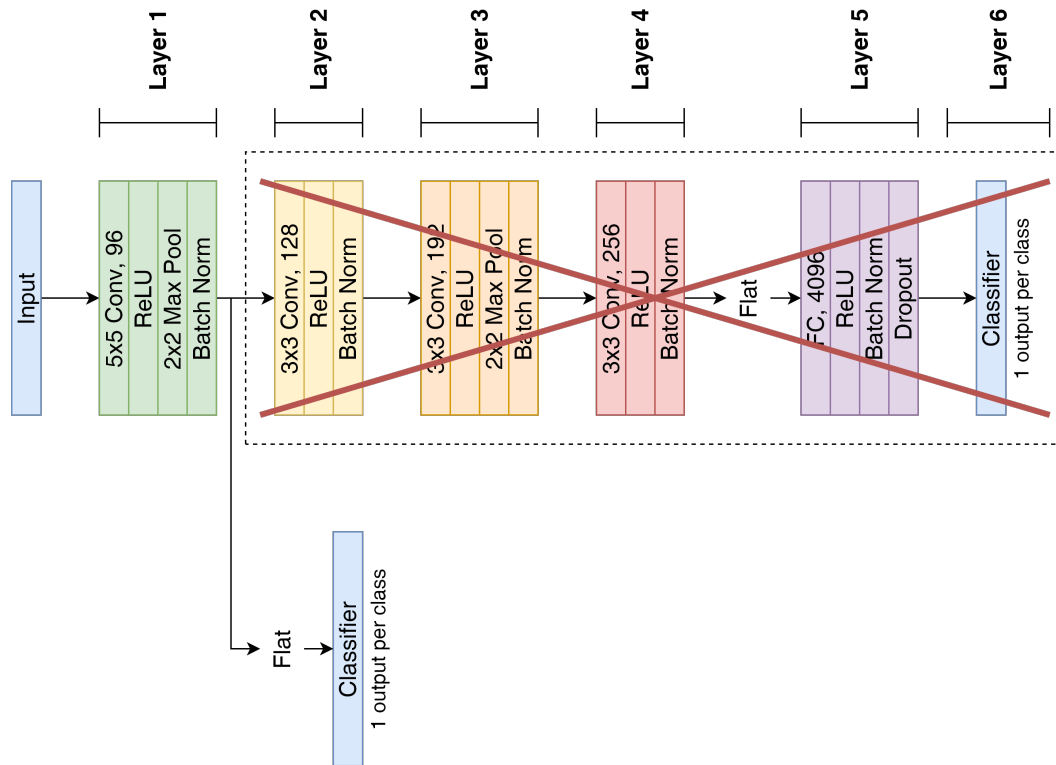 Layer 1
Layer 2
Layer 3
Layer 4
Layer 5
Layer 6
Input
5x5 Conv, 96
ReLU
2x2 Max Pool
Batch Norm
3x3 Conv, 128
ReLU
Batch Norm
3x3 Conv, 192
ReLU
2x2 Max Pool
Batch Norm
3x3 Conv, 256
ReLU
Batch Norm
Flat
FC, 4096
ReLU
Batch Norm
Dropout
Classifier
1 output per class
Flat
Classifier
1 output per class